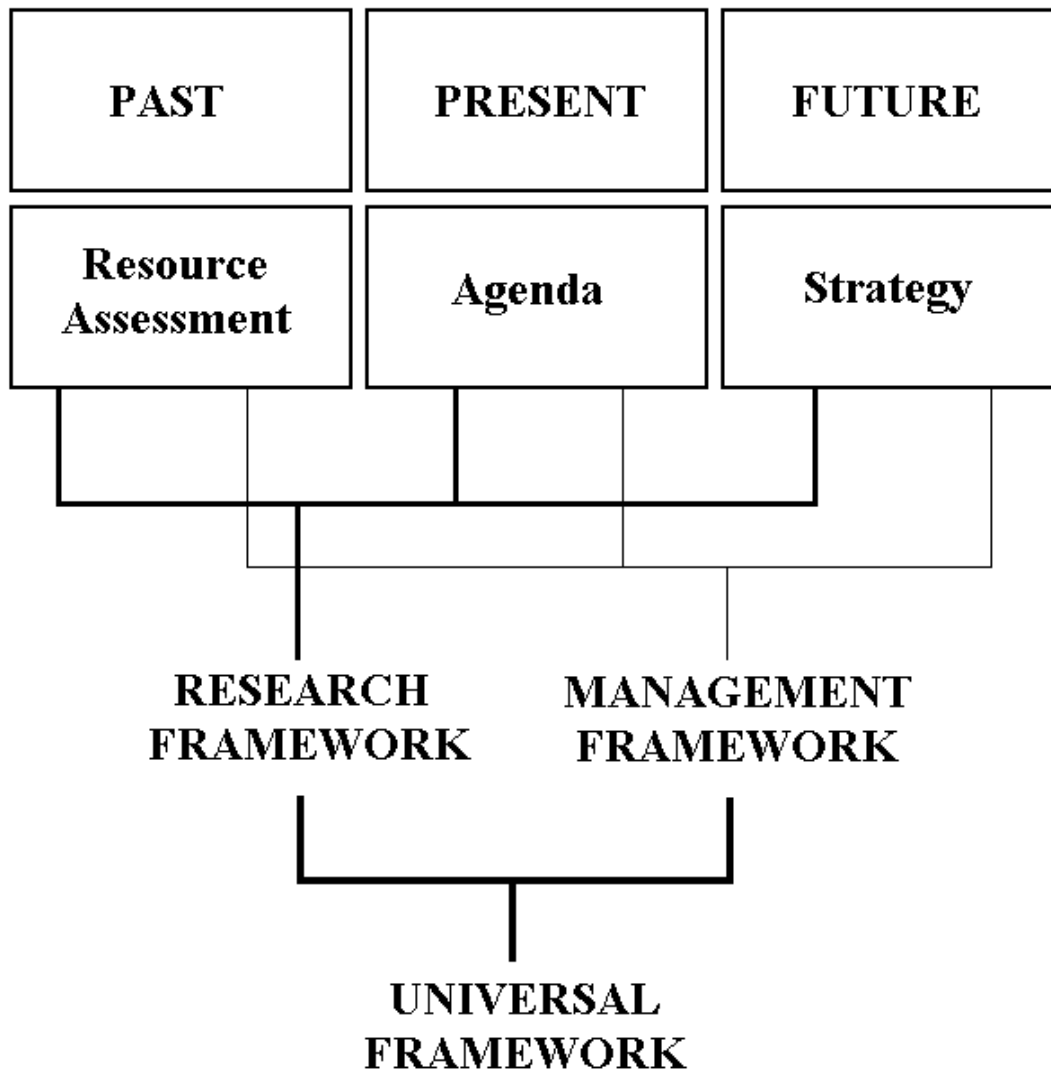 PAST
PRESENT
FUTURE
Resource
Assessment
Agenda
Strategy
RESEARCH
FRAMEWORK
MANAGEMENT
FRAMEWORK
UNIVERSAL
FRAMEWORK